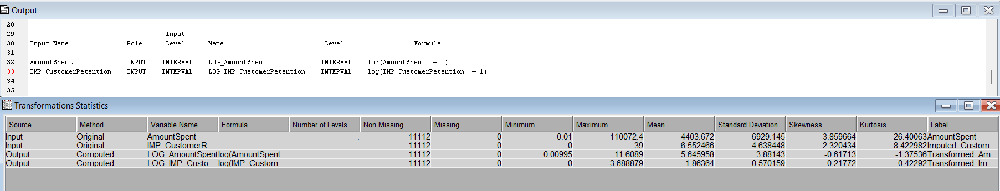 Output
28
29 Input
30 Input Name Role Level Name Level Formula
31
32 AmountSpent INPUT INTERVAL LOG_AmountSpent INTERVAL log(AmountSpent + 1)
33 IMP_CustomerRetention INPUT INTERVAL LOG_IMP_CustomerRetention INTERVAL log(IMP_CustomerRetention + 1)
34
35
Transformations Statistics
Source Method Variable Name Formula Number of Levels Non Missing Missing Minimum Maximum Mean Standard Deviation Skewness Kurtosis Label
Input Original AmountSpent . 11112 0 0.01 110072.4 4403.672 6929.145 3.859664 26.40063 AmountSpent
Input Original IMP_CustomerR... . 11112 0 0 39 6.552466 4.638448 2.320434 8.422982 Imputed: Custom...
Output Computed LOG_AmountSpent log(AmountSpent... . 11112 0 0.00995 11.6089 5.645958 3.88143 -0.61713 -1.37536 Transformed: Am...
Output Computed LOG_IMP_Custo... log(IMP_Custom... . 11112 0 0 3.688879 1.86364 0.570159 -0.21772 0.42292 Transformed: Im...